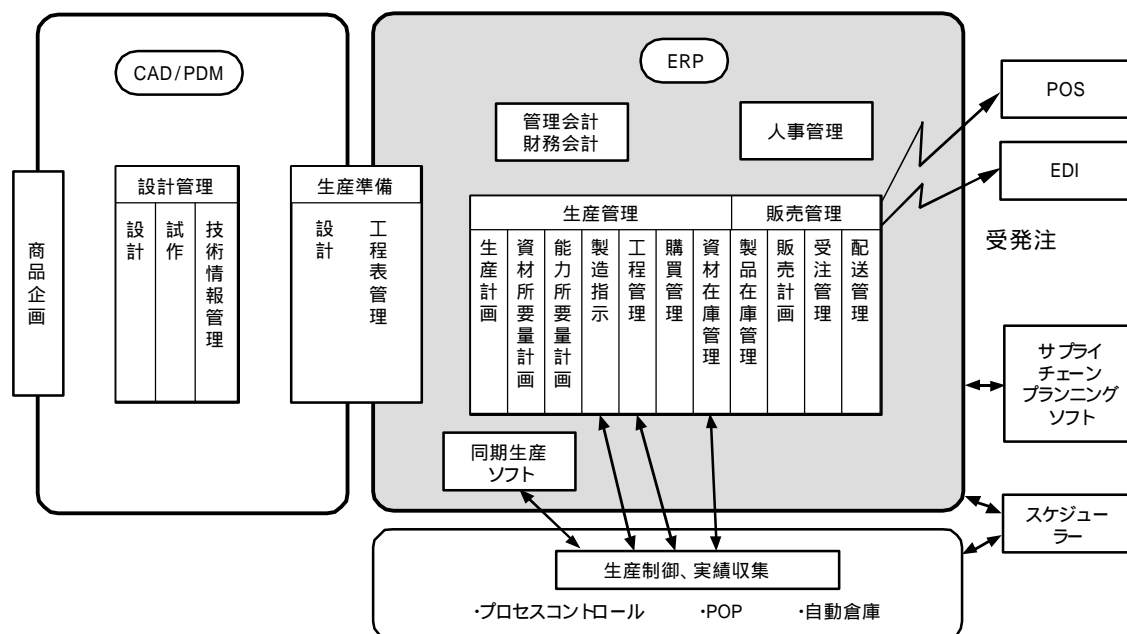 CAD/PDM
ERP
POS
EDI
受発注
管理会計
財務会計
人事管理
商品企画
設計管理
設計
試作
技術情報管理
生産準備
設計
工程表管理
生産管理
販売管理
生産計画
資材所要量計画
能力所要量計画
製造指示
工程管理
購買管理
資材在庫管理
製品在庫管理
販売計画
受注管理
配送管理
サプライ
チェーン
プランニング
ソフト
同期生産
ソフト
スケジュー
ラー
生産制御、実績収集
・プロセスコントロール ・POP ・自動倉庫